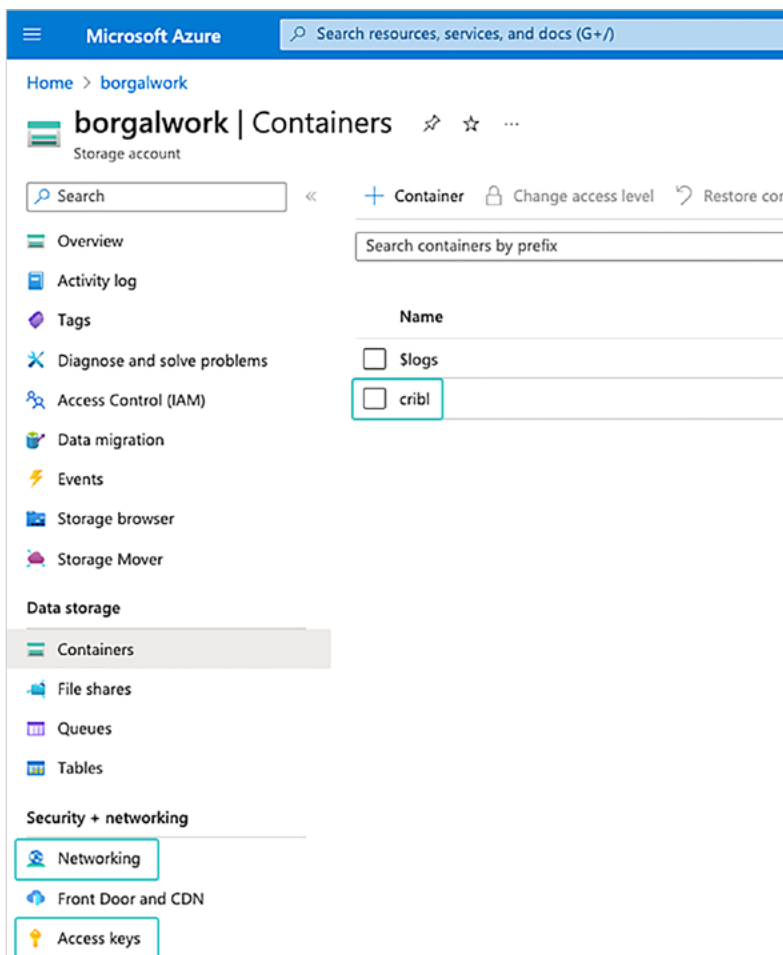 Microsoft Azure
Search resources, services, and docs (G+/)
Home > borgalwork
borgalwork | Containers ...
Storage account
Search «
+ Container Change access level Restore con
Search containers by prefix
Name
$logs
cribl
Overview
Activity log
Tags
Diagnose and solve problems
Access Control (IAM)
Data migration
Events
Storage browser
Storage Mover
Data storage
Containers
File shares
Queues
Tables
Security + networking
Networking
Front Door and CDN
Access keys